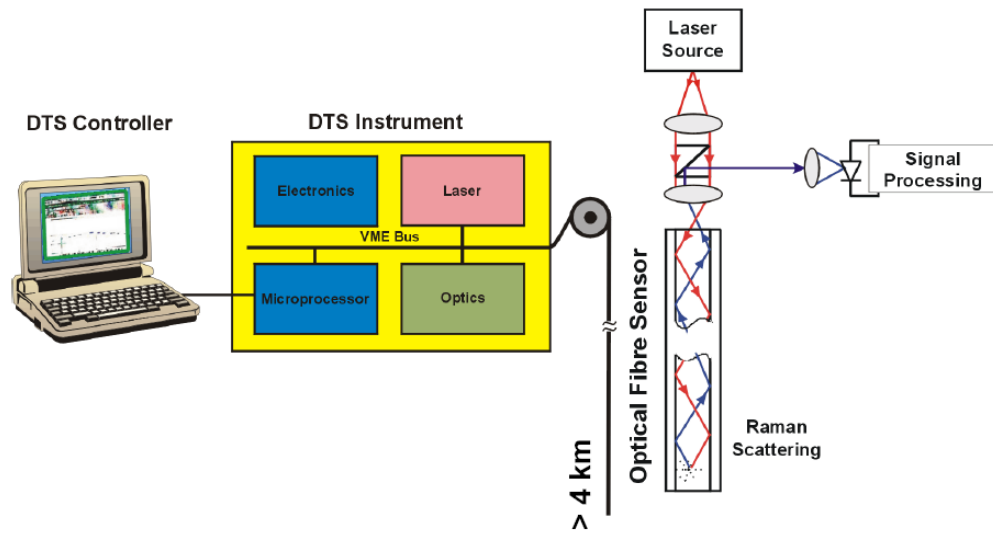 Laser
Source
DTS Controller
DTS Instrument
Electronics
Laser
Signal
Processing
VME Bus
Microprocessor
Optics
Optical Fibre Sensor
Raman
Scattering
> 4 km